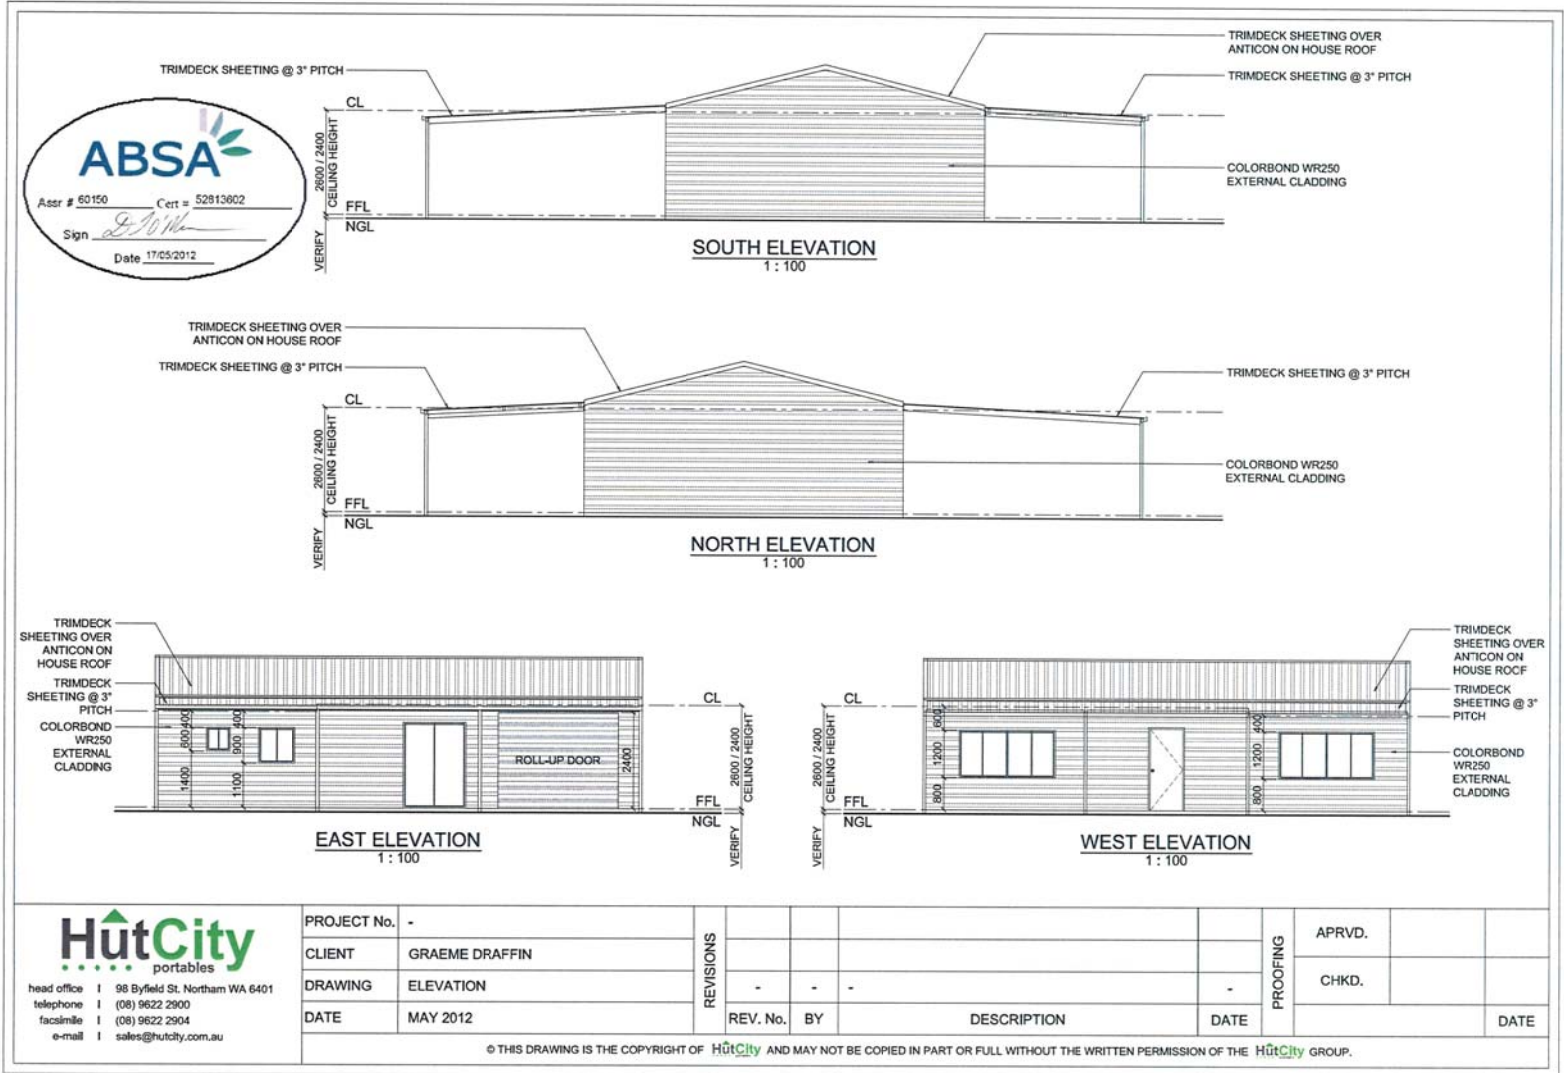 TRIMDECK SHEETING OVER
ANTICON ON HOUSE ROOF
TRIMDECK SHEETING @ 3° PITCH
TRIMDECK SHEETING @ 3° PITCH
CL
ABSA
2600 / 2400
CEILING HEIGHT
COLORBOND WR250
EXTERNAL CLADDING
Assr # 60150 Cert = 52813602
FFL
NGL
Sign
VERIFY
Date 17/05/2012
SOUTH ELEVATION
1 : 100
TRIMDECK SHEETING OVER
ANTICON ON HOUSE ROOF
TRIMDECK SHEETING @ 3° PITCH
TRIMDECK SHEETING @ 3° PITCH
CL
2600 / 2400
CEILING HEIGHT
COLORBOND WR250
EXTERNAL CLADDING
FFL
NGL
VERIFY
NORTH ELEVATION
1 : 100
TRIMDECK
SHEETING OVER
ANTICON ON
HOUSE ROOF
TRIMDECK
SHEETING @ 3°
PITCH
COLORBOND
WR250
EXTERNAL
CLADDING
400
600
1400
400
900
1100
ROLL-UP DOOR
2400
CL
2600 / 2400
CEILING HEIGHT
FFL
NGL
VERIFY
EAST ELEVATION
1 : 100
CL
2600 / 2400
CEILING HEIGHT
FFL
NGL
VERIFY
600
1200
800
400
1200
800
TRIMDECK
SHEETING OVER
ANTICON ON
HOUSE ROOF
TRIMDECK
SHEETING @ 3°
PITCH
COLORBOND
WR250
EXTERNAL
CLADDING
WEST ELEVATION
1 : 100
HutCity
portables
head office | 98 Byfield St. Northam WA 6401
telephone | (08) 9622 2900
facsimile | (08) 9622 2904
e-mail | sales@hutcity.com.au
PROJECT No. -
CLIENT GRAEME DRAFFIN
DRAWING ELEVATION
DATE MAY 2012
REVISIONS
- - - -
REV. No. BY DESCRIPTION DATE
PROOFING
APRVD.
CHKD.
DATE
© THIS DRAWING IS THE COPYRIGHT OF HutCity AND MAY NOT BE COPIED IN PART OR FULL WITHOUT THE WRITTEN PERMISSION OF THE HutCity GROUP.